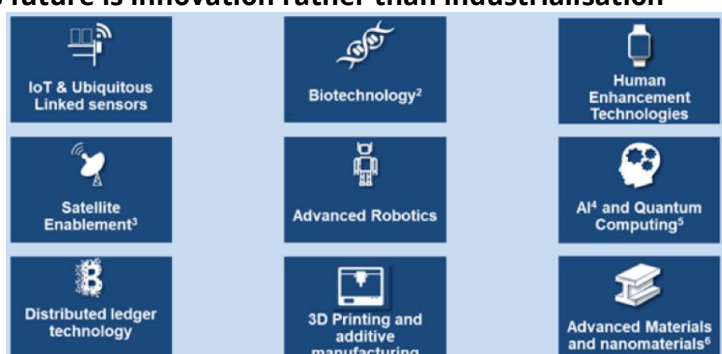 future is innovation rather than industrialisation
IoT & Ubiquitous
Linked sensors
Biotechnology²
Human
Enhancement
Technologies
Satellite
Enablement³
Advanced Robotics
AI⁴ and Quantum
Computing⁵
Distributed ledger
technology
3D Printing and
additive
manufacturing
Advanced Materials
and nanomaterials⁶